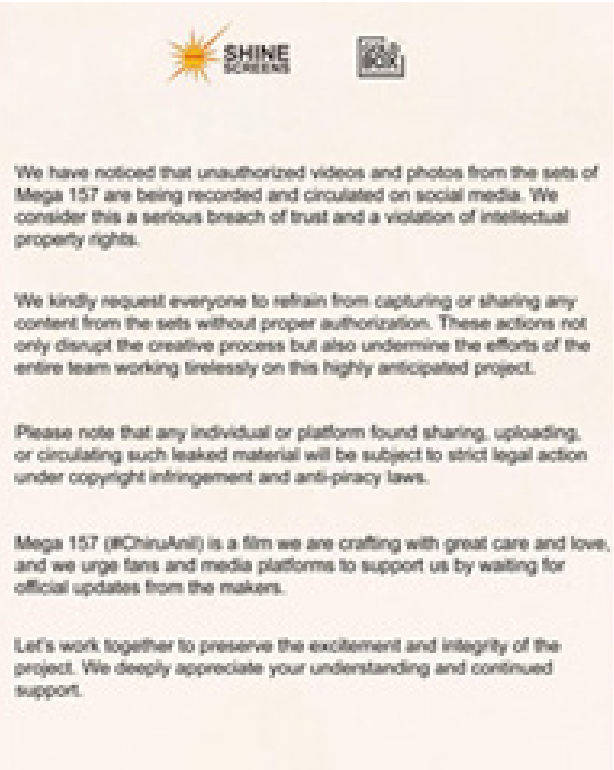 SHINE
SCREENS
GOLD
BOX
We have noticed that unauthorized videos and photos from the sets of
Mega 157 are being recorded and circulated on social media. We
consider this a serious breach of trust and a violation of intellectual
property rights.
We kindly request everyone to refrain from capturing or sharing any
content from the sets without proper authorization. These actions not
only disrupt the creative process but also undermine the efforts of the
entire team working tirelessly on this highly anticipated project.
Please note that any individual or platform found sharing, uploading,
or circulating such leaked material will be subject to strict legal action
under copyright infringement and anti-piracy laws.
Mega 157 (#ChiruAnil) is a film we are crafting with great care and love,
and we urge fans and media platforms to support us by waiting for
official updates from the makers.
Let's work together to preserve the excitement and integrity of the
project. We deeply appreciate your understanding and continued
support.